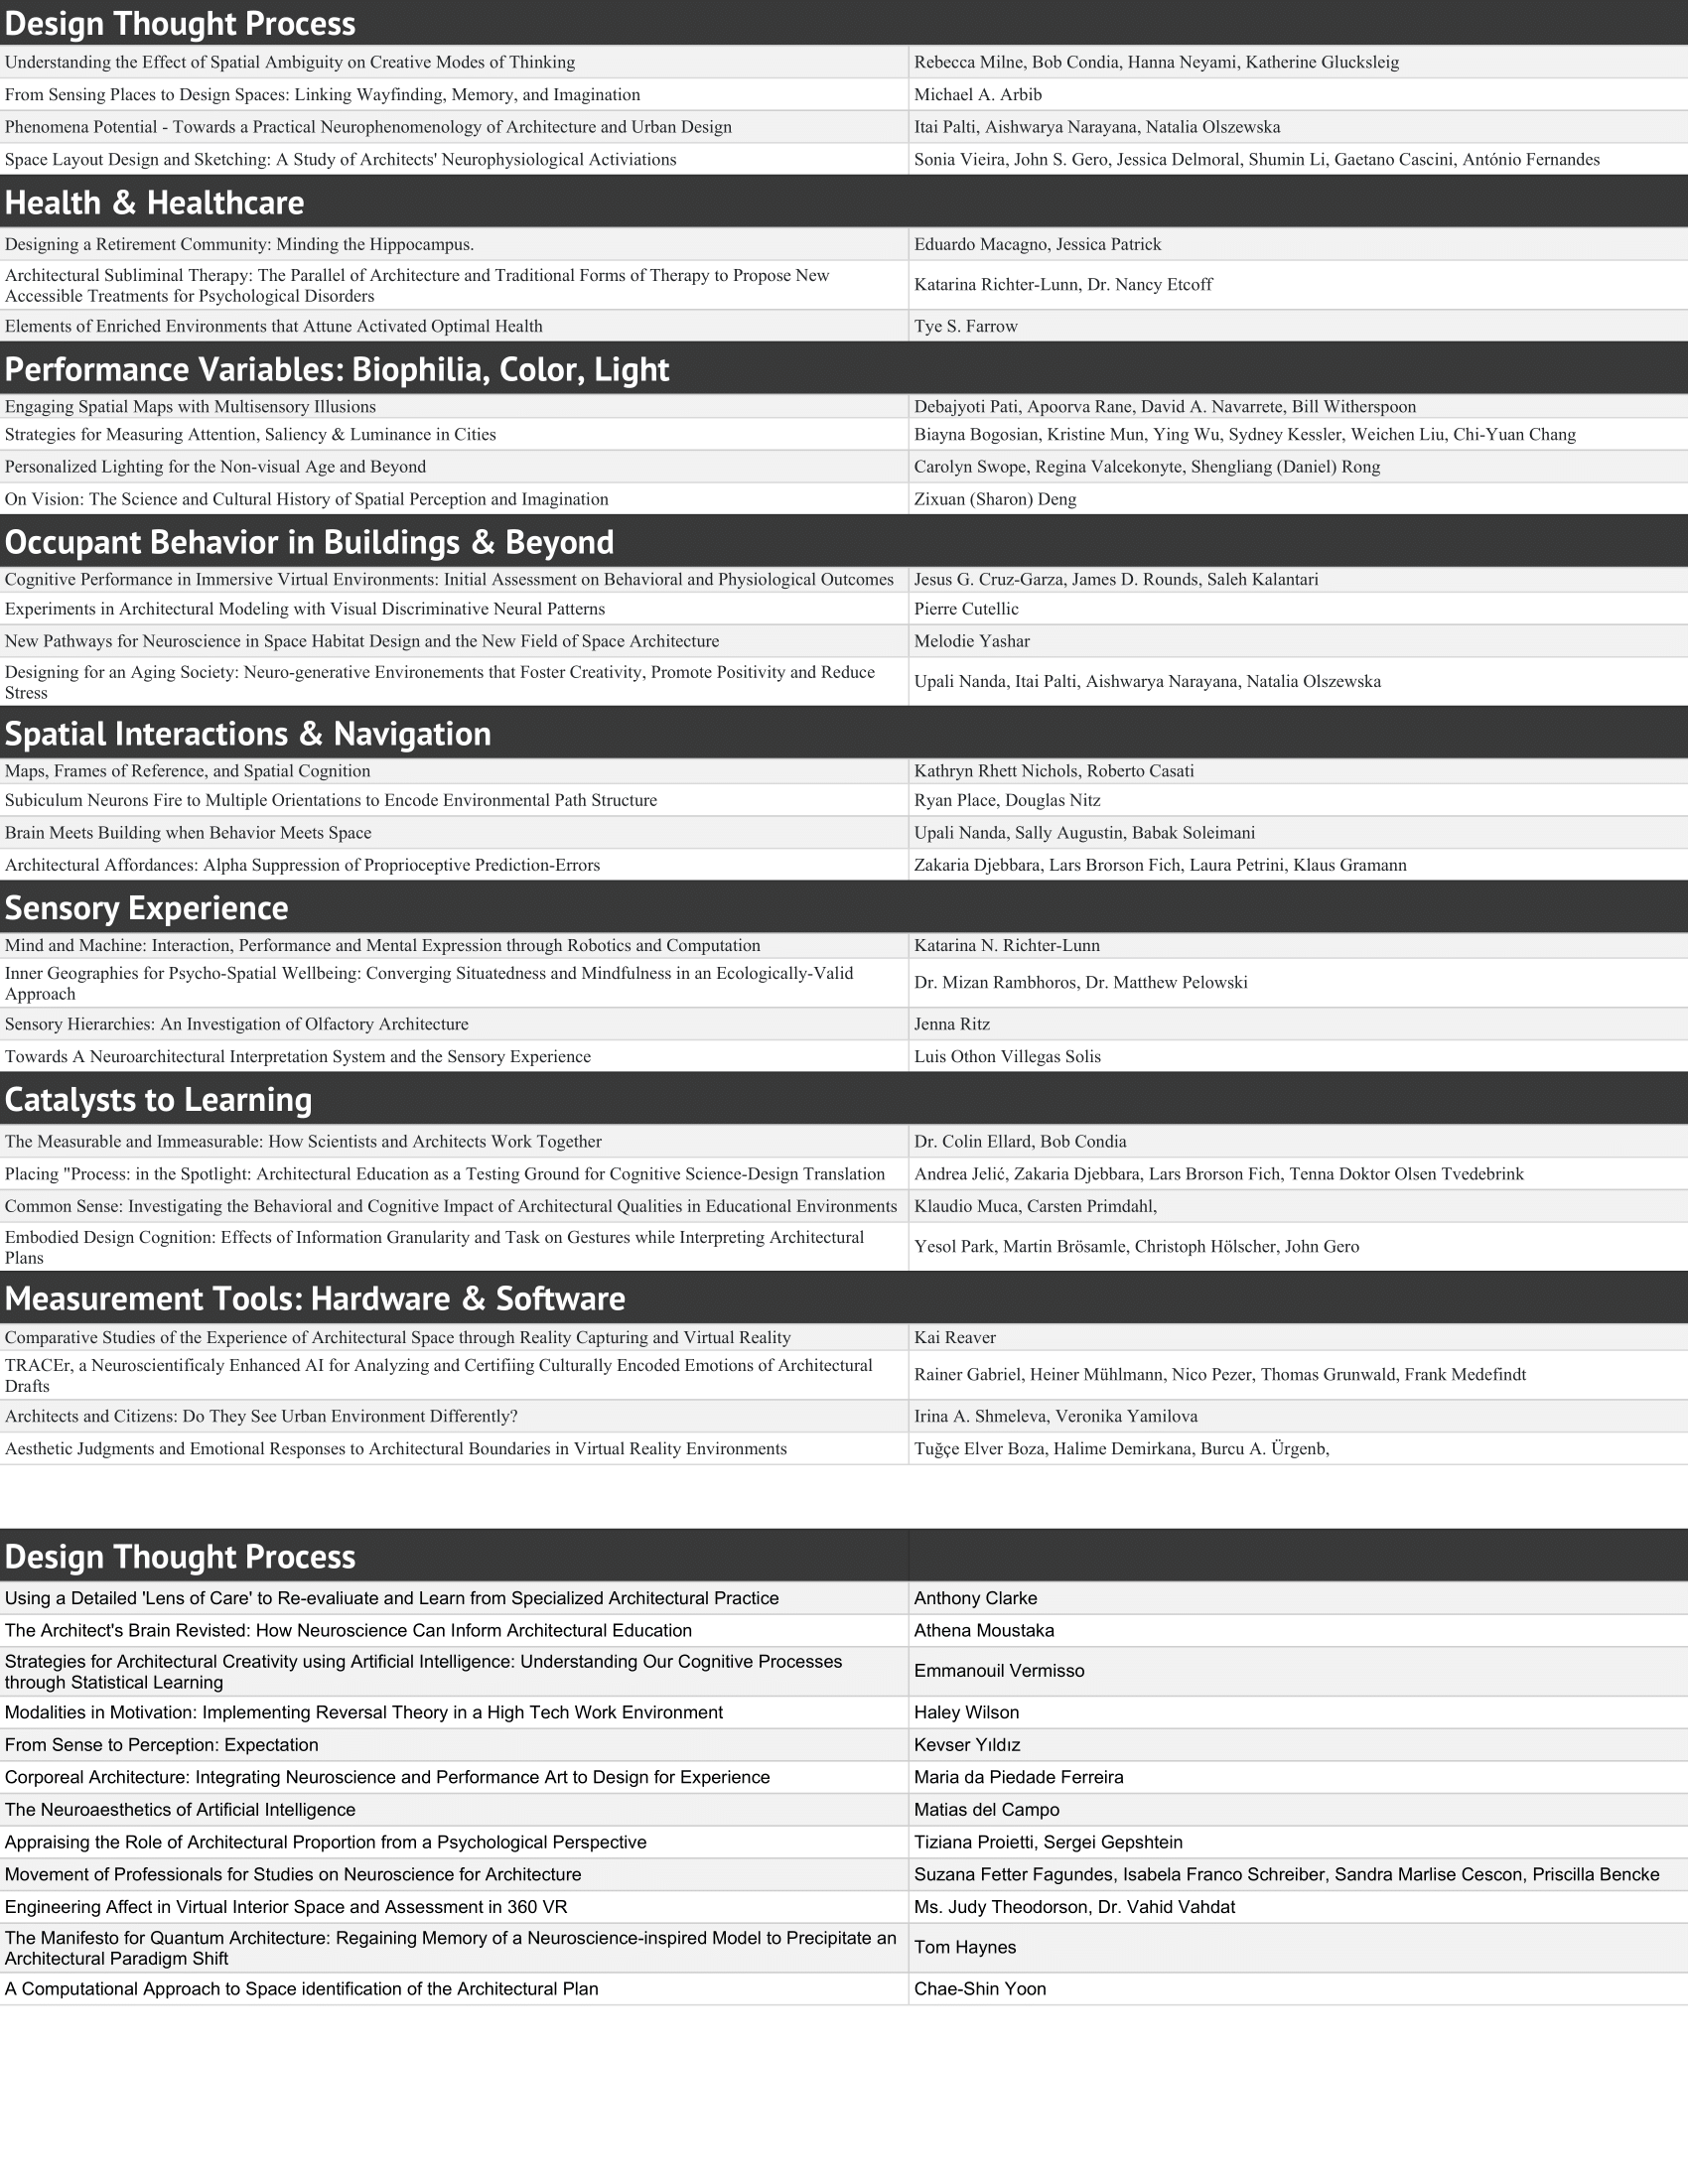 Design Thought Process
Understanding the Effect of Spatial Ambiguity on Creative Modes of Thinking Rebecca Milne, Bob Condia, Hanna Neyami, Katherine Glucksleig
From Sensing Places to Design Spaces: Linking Wayfinding, Memory, and Imagination Michael A. Arbib
Phenomena Potential - Towards a Practical Neurophenomenology of Architecture and Urban Design Itai Palti, Aishwarya Narayana, Natalia Olszewska
Space Layout Design and Sketching: A Study of Architects' Neurophysiological Activiations Sonia Vieira, John S. Gero, Jessica Delmoral, Shumin Li, Gaetano Cascini, António Fernandes
Health & Healthcare
Designing a Retirement Community: Minding the Hippocampus. Eduardo Macagno, Jessica Patrick
Architectural Subliminal Therapy: The Parallel of Architecture and Traditional Forms of Therapy to Propose New
Accessible Treatments for Psychological Disorders Katarina Richter-Lunn, Dr. Nancy Etcoff
Elements of Enriched Environments that Attune Activated Optimal Health Tye S. Farrow
Performance Variables: Biophilia, Color, Light
Engaging Spatial Maps with Multisensory Illusions Debajyoti Pati, Apoorva Rane, David A. Navarrete, Bill Witherspoon
Strategies for Measuring Attention, Saliency & Luminance in Cities Biayna Bogosian, Kristine Mun, Ying Wu, Sydney Kessler, Weichen Liu, Chi-Yuan Chang
Personalized Lighting for the Non-visual Age and Beyond Carolyn Swope, Regina Valcekonyte, Shengliang (Daniel) Rong
On Vision: The Science and Cultural History of Spatial Perception and Imagination Zixuan (Sharon) Deng
Occupant Behavior in Buildings & Beyond
Cognitive Performance in Immersive Virtual Environments: Initial Assessment on Behavioral and Physiological Outcomes Jesus G. Cruz-Garza, James D. Rounds, Saleh Kalantari
Experiments in Architectural Modeling with Visual Discriminative Neural Patterns Pierre Cutellic
New Pathways for Neuroscience in Space Habitat Design and the New Field of Space Architecture Melodie Yashar
Designing for an Aging Society: Neuro-generative Environements that Foster Creativity, Promote Positivity and Reduce
Stress Upali Nanda, Itai Palti, Aishwarya Narayana, Natalia Olszewska
Spatial Interactions & Navigation
Maps, Frames of Reference, and Spatial Cognition Kathryn Rhett Nichols, Roberto Casati
Subiculum Neurons Fire to Multiple Orientations to Encode Environmental Path Structure Ryan Place, Douglas Nitz
Brain Meets Building when Behavior Meets Space Upali Nanda, Sally Augustin, Babak Soleimani
Architectural Affordances: Alpha Suppression of Proprioceptive Prediction-Errors Zakaria Djebbara, Lars Brorson Fich, Laura Petrini, Klaus Gramann
Sensory Experience
Mind and Machine: Interaction, Performance and Mental Expression through Robotics and Computation Katarina N. Richter-Lunn
Inner Geographies for Psycho-Spatial Wellbeing: Converging Situatedness and Mindfulness in an Ecologically-Valid
Approach Dr. Mizan Rambhoros, Dr. Matthew Pelowski
Sensory Hierarchies: An Investigation of Olfactory Architecture Jenna Ritz
Towards A Neuroarchitectural Interpretation System and the Sensory Experience Luis Othon Villegas Solis
Catalysts to Learning
The Measurable and Immeasurable: How Scientists and Architects Work Together Dr. Colin Ellard, Bob Condia
Placing "Process: in the Spotlight: Architectural Education as a Testing Ground for Cognitive Science-Design Translation Andrea Jelić, Zakaria Djebbara, Lars Brorson Fich, Tenna Doktor Olsen Tvedebrink
Common Sense: Investigating the Behavioral and Cognitive Impact of Architectural Qualities in Educational Environments Klaudio Muca, Carsten Primdahl,
Embodied Design Cognition: Effects of Information Granularity and Task on Gestures while Interpreting Architectural
Plans Yesol Park, Martin Brösamle, Christoph Hölscher, John Gero
Measurement Tools: Hardware & Software
Comparative Studies of the Experience of Architectural Space through Reality Capturing and Virtual Reality Kai Reaver
TRACEr, a Neuroscientificaly Enhanced AI for Analyzing and Certifiing Culturally Encoded Emotions of Architectural
Drafts Rainer Gabriel, Heiner Mühlmann, Nico Pezer, Thomas Grunwald, Frank Medefindt
Architects and Citizens: Do They See Urban Environment Differently? Irina A. Shmeleva, Veronika Yamilova
Aesthetic Judgments and Emotional Responses to Architectural Boundaries in Virtual Reality Environments Tuğçe Elver Boza, Halime Demirkana, Burcu A. Ürgenb,
Design Thought Process
Using a Detailed 'Lens of Care' to Re-evaliuate and Learn from Specialized Architectural Practice Anthony Clarke
The Architect's Brain Revisted: How Neuroscience Can Inform Architectural Education Athena Moustaka
Strategies for Architectural Creativity using Artificial Intelligence: Understanding Our Cognitive Processes
through Statistical Learning Emmanouil Vermisso
Modalities in Motivation: Implementing Reversal Theory in a High Tech Work Environment Haley Wilson
From Sense to Perception: Expectation Kevser Yıldız
Corporeal Architecture: Integrating Neuroscience and Performance Art to Design for Experience Maria da Piedade Ferreira
The Neuroaesthetics of Artificial Intelligence Matias del Campo
Appraising the Role of Architectural Proportion from a Psychological Perspective Tiziana Proietti, Sergei Gepshtein
Movement of Professionals for Studies on Neuroscience for Architecture Suzana Fetter Fagundes, Isabela Franco Schreiber, Sandra Marlise Cescon, Priscilla Bencke
Engineering Affect in Virtual Interior Space and Assessment in 360 VR Ms. Judy Theodorson, Dr. Vahid Vahdat
The Manifesto for Quantum Architecture: Regaining Memory of a Neuroscience-inspired Model to Precipitate an
Architectural Paradigm Shift Tom Haynes
A Computational Approach to Space identification of the Architectural Plan Chae-Shin Yoon